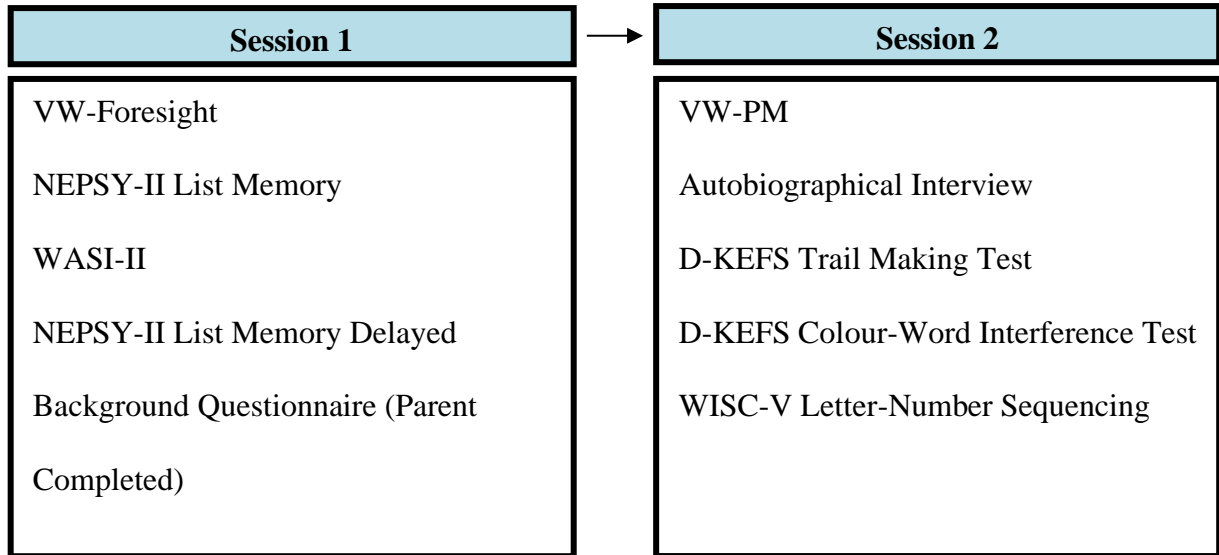 Session 1
VW-Foresight
NEPSY-II List Memory
WASI-II
NEPSY-II List Memory Delayed
Background Questionnaire (Parent
Completed)
Session 2
VW-PM
Autobiographical Interview
D-KEFS Trail Making Test
D-KEFS Colour-Word Interference Test
WISC-V Letter-Number Sequencing